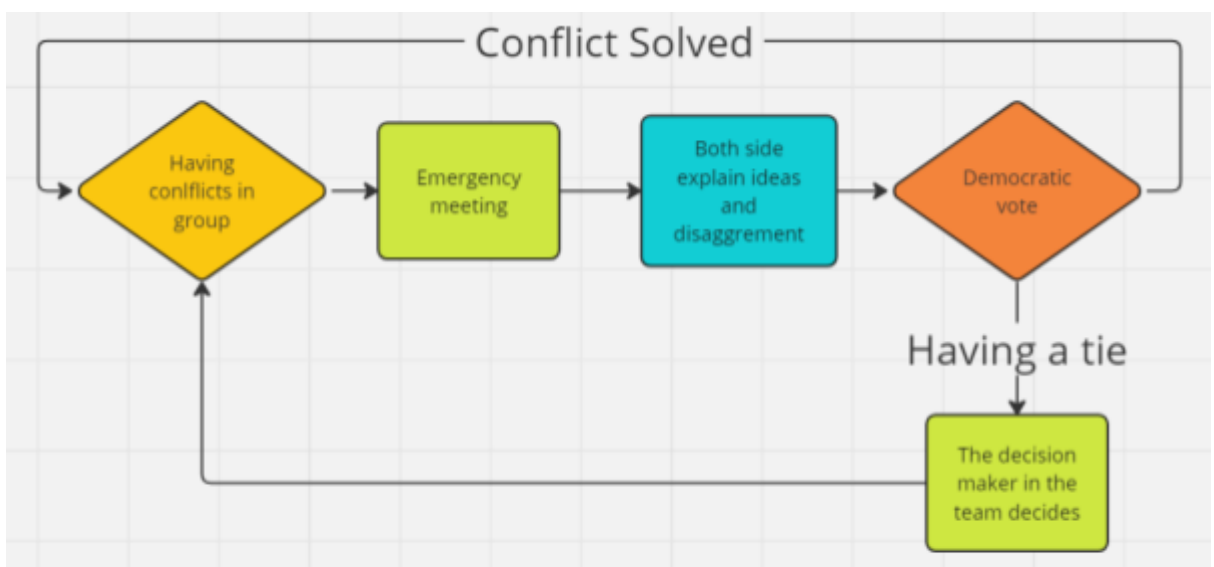 Conflict Solved
Having
conlflicts in
group
Emergency
meeting
Both side
explain ideas
and
disaggrement
Democratic
vote
Having a tie
The decision
maker in the
team decides